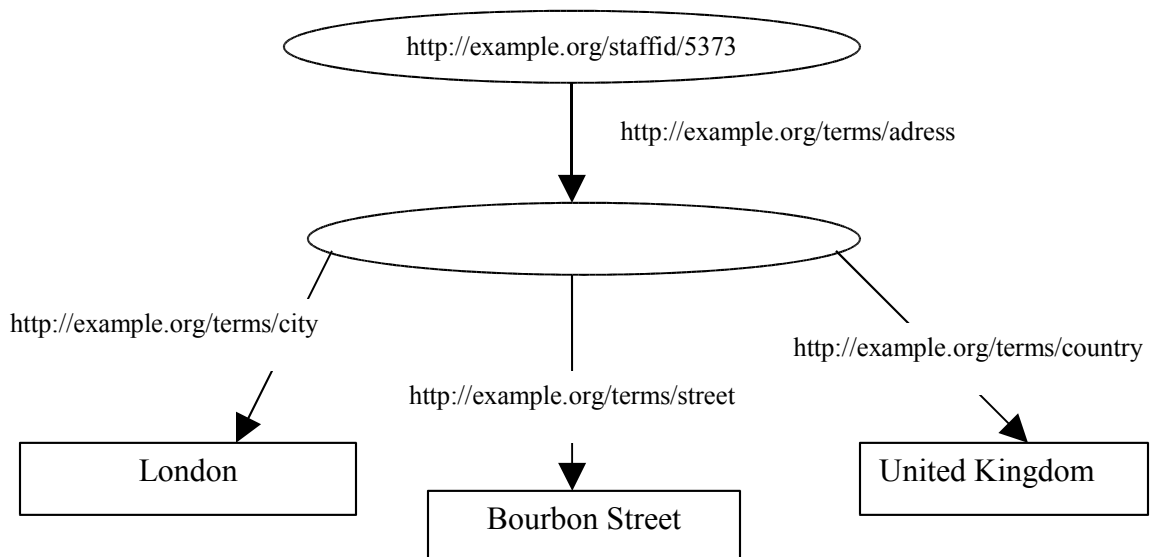 http://example.org/staffid/5373
http://example.org/terms/adress
http://example.org/terms/city
http://example.org/terms/country
http://example.org/terms/street
London
United Kingdom
Bourbon Street